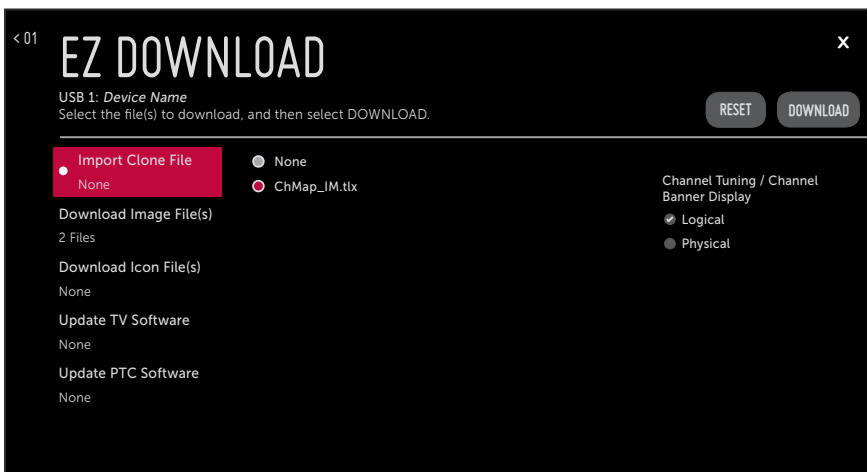 < 01
EZ DOWNLOAD
X
USB 1: Device Name
Select the file(s) to download, and then select DOWNLOAD.
RESET
DOWNLOAD
Import Clone File
None
Download Image File(s)
2 Files
Download Icon File(s)
None
Update TV Software
None
Update PTC Software
None
None
ChMap_IM.tlx
Channel Tuning / Channel
Banner Display
Logical
Physical